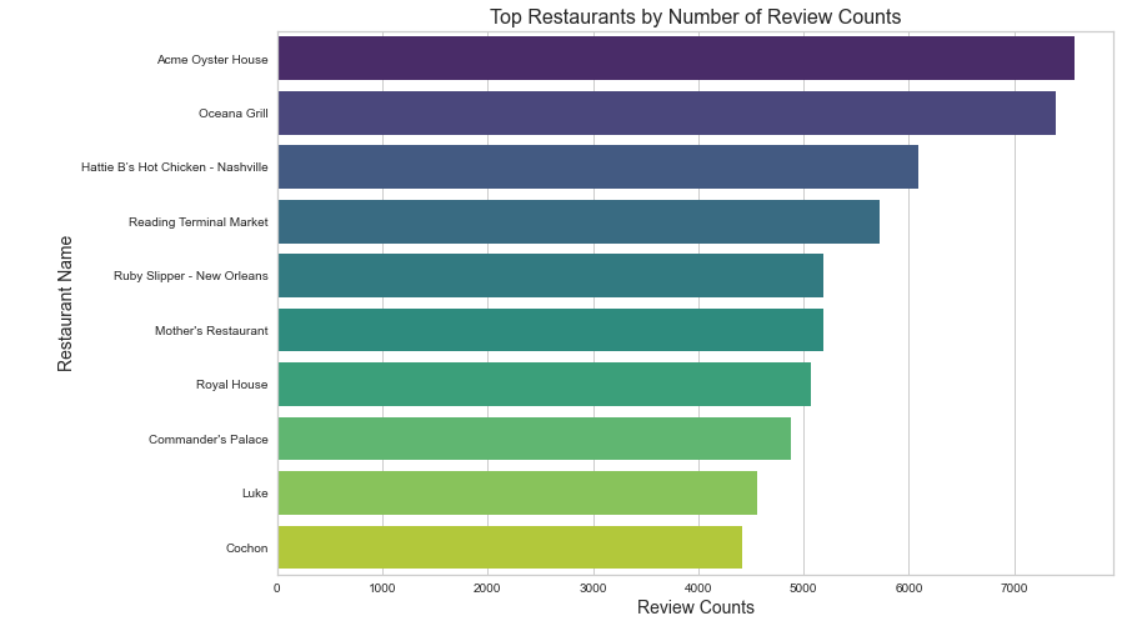 Top Restaurants by Number of Review Counts
Restaurant Name
Acme Oyster House
Oceana Grill
Hattie B’s Hot Chicken - Nashville
Reading Terminal Market
Ruby Slipper - New Orleans
Mother's Restaurant
Royal House
Commander's Palace
Luke
Cochon
0 1000 2000 3000 4000 5000 6000 7000
Review Counts